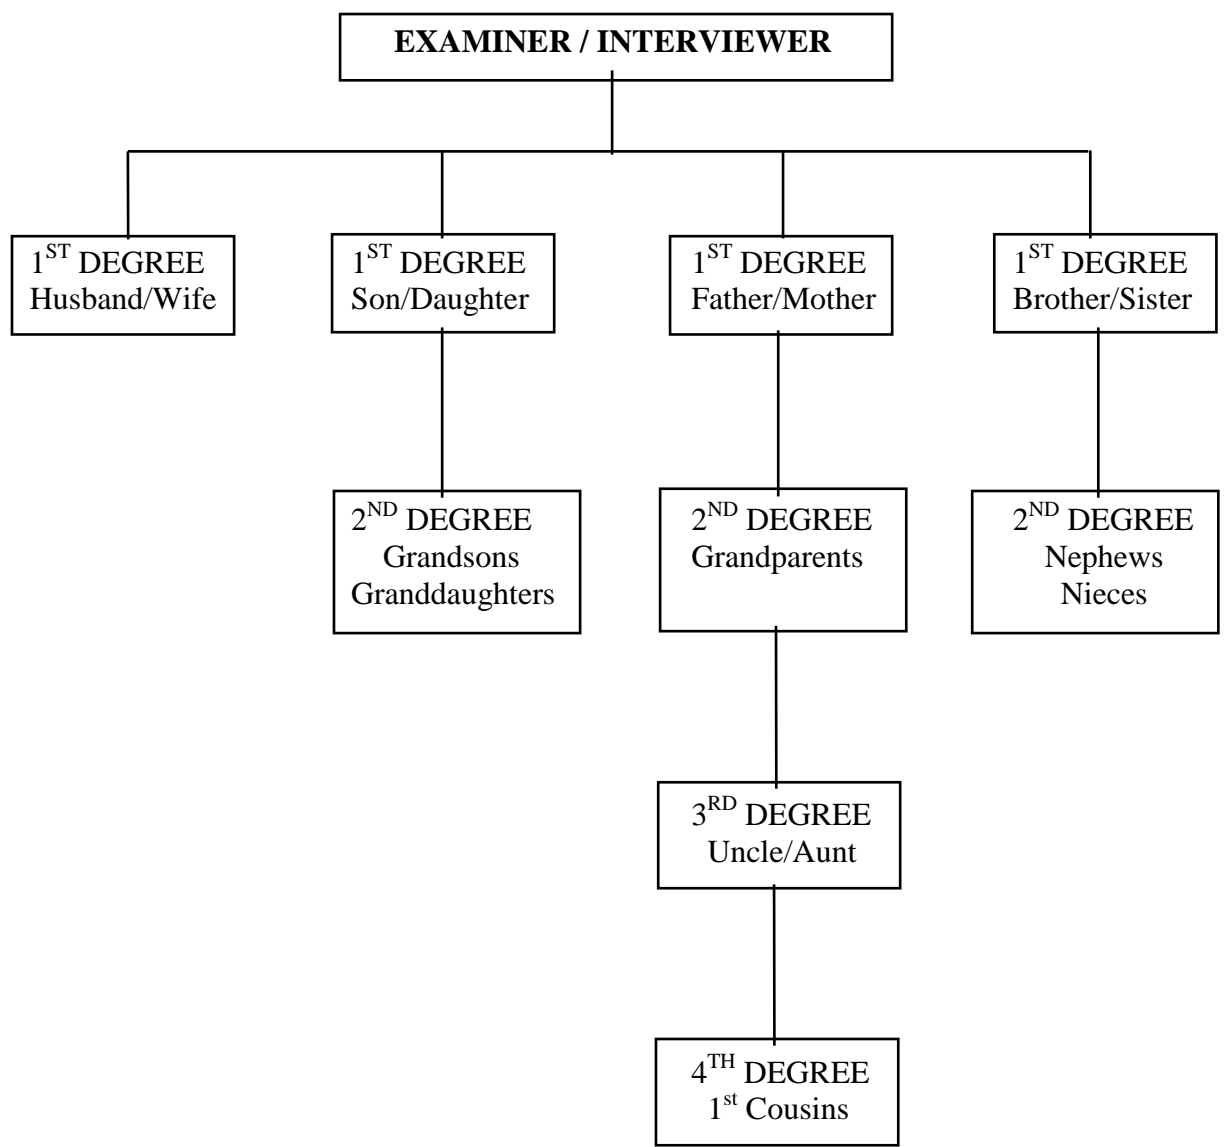 EXAMINER / INTERVIEWER
1ST DEGREE
Husband/Wife
1ST DEGREE
Son/Daughter
1ST DEGREE
Father/Mother
1ST DEGREE
Brother/Sister
2ND DEGREE
Grandsons
Granddaughters
2ND DEGREE
Grandparents
2ND DEGREE
Nephews
Nieces
3RD DEGREE
Uncle/Aunt
4TH DEGREE
1st Cousins